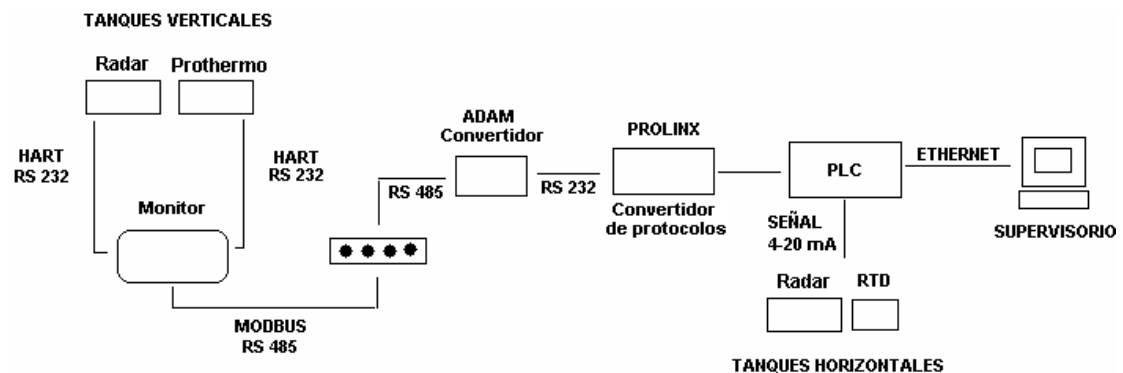 TANQUES VERTICALES
Radar
Prothermo
HART
RS 232
HART
RS 232
Monitor
MODBUS
RS 485
RS 485
ADAM
Convertidor
RS 232
PROLINX
Convertidor
de protocolos
PLC
ETHERNET
SUPERVISORIO
SEÑAL
4-20 mA
Radar
RTD
TANQUES HORIZONTALES